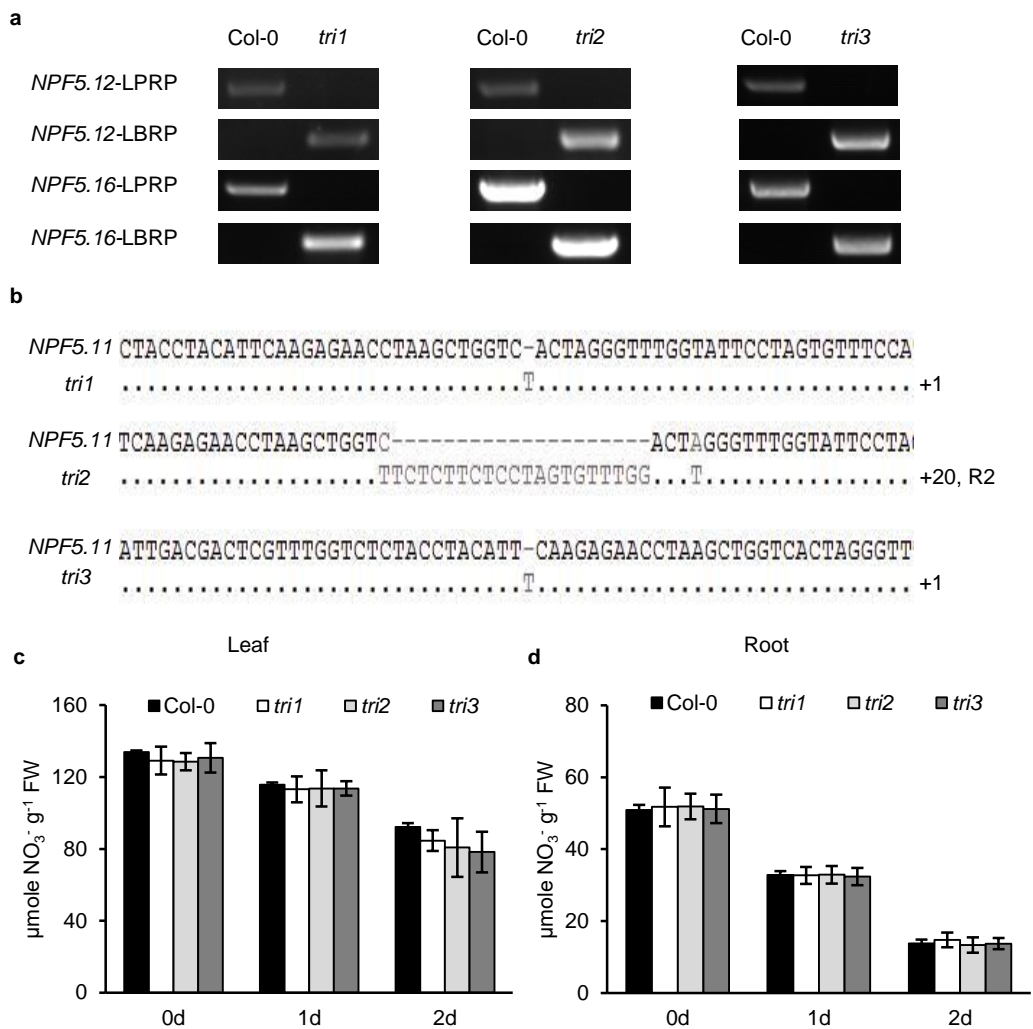 a
Col-0 tri1 Col-0 tri2 Col-0 tri3
NPF5.12-LPRP
NPF5.12-LBRP
NPF5.16-LPRP
NPF5.16-LBRP
b
NPF5.11 CTACCTACATTCAAGAGAACCTAAGCTGGTC-ACTAGGGTTTGGTATTCCTAGTGTTTCCA
tri1 ...............................T............................. +1
NPF5.11 TCAAGAGAACCTAAGCTGGTC--------------------ACTAGGGTTTGGTATTCCTA
tri2 ....................TTCTCTTCTCCTAGTGTTTGG...T................ +20, R2
NPF5.11 ATTGACGACTCGTTTGGTCTCTACCTACATT-CAAGAGAACCTAAGCTGGTCACTAGGGTT
tri3 ...............................T............................. +1
c Leaf
Col-0 tri1 tri2 tri3
µmole NO₃⁻ g⁻¹ FW
160
120
80
40
0
0d 1d 2d
d Root
Col-0 tri1 tri2 tri3
µmole NO₃⁻ g⁻¹ FW
80
60
40
20
0
0d 1d 2d